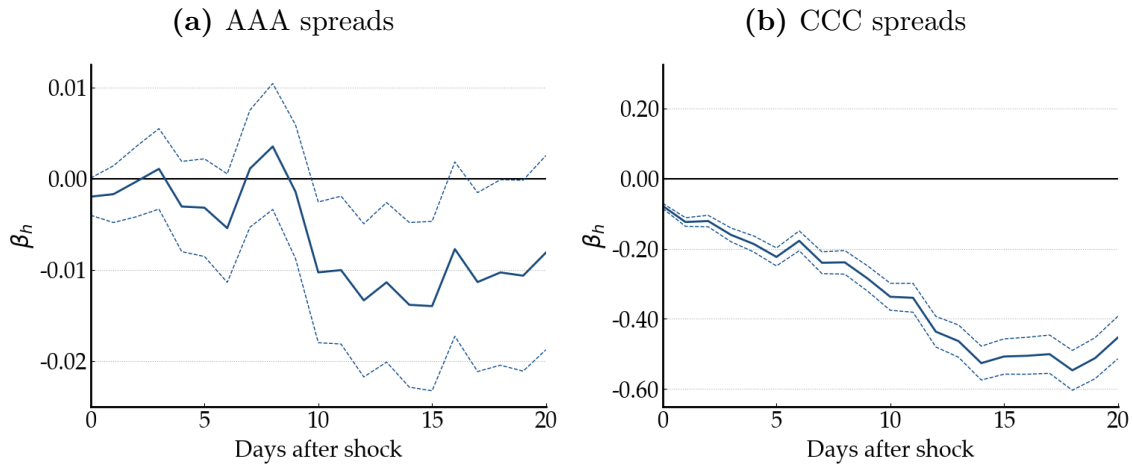 (a) AAA spreads
0.01
0.00
-0.01
-0.02
βh
0 5 10 15 20
Days after shock
(b) CCC spreads
0.20
0.00
-0.20
-0.40
-0.60
βh
0 5 10 15 20
Days after shock